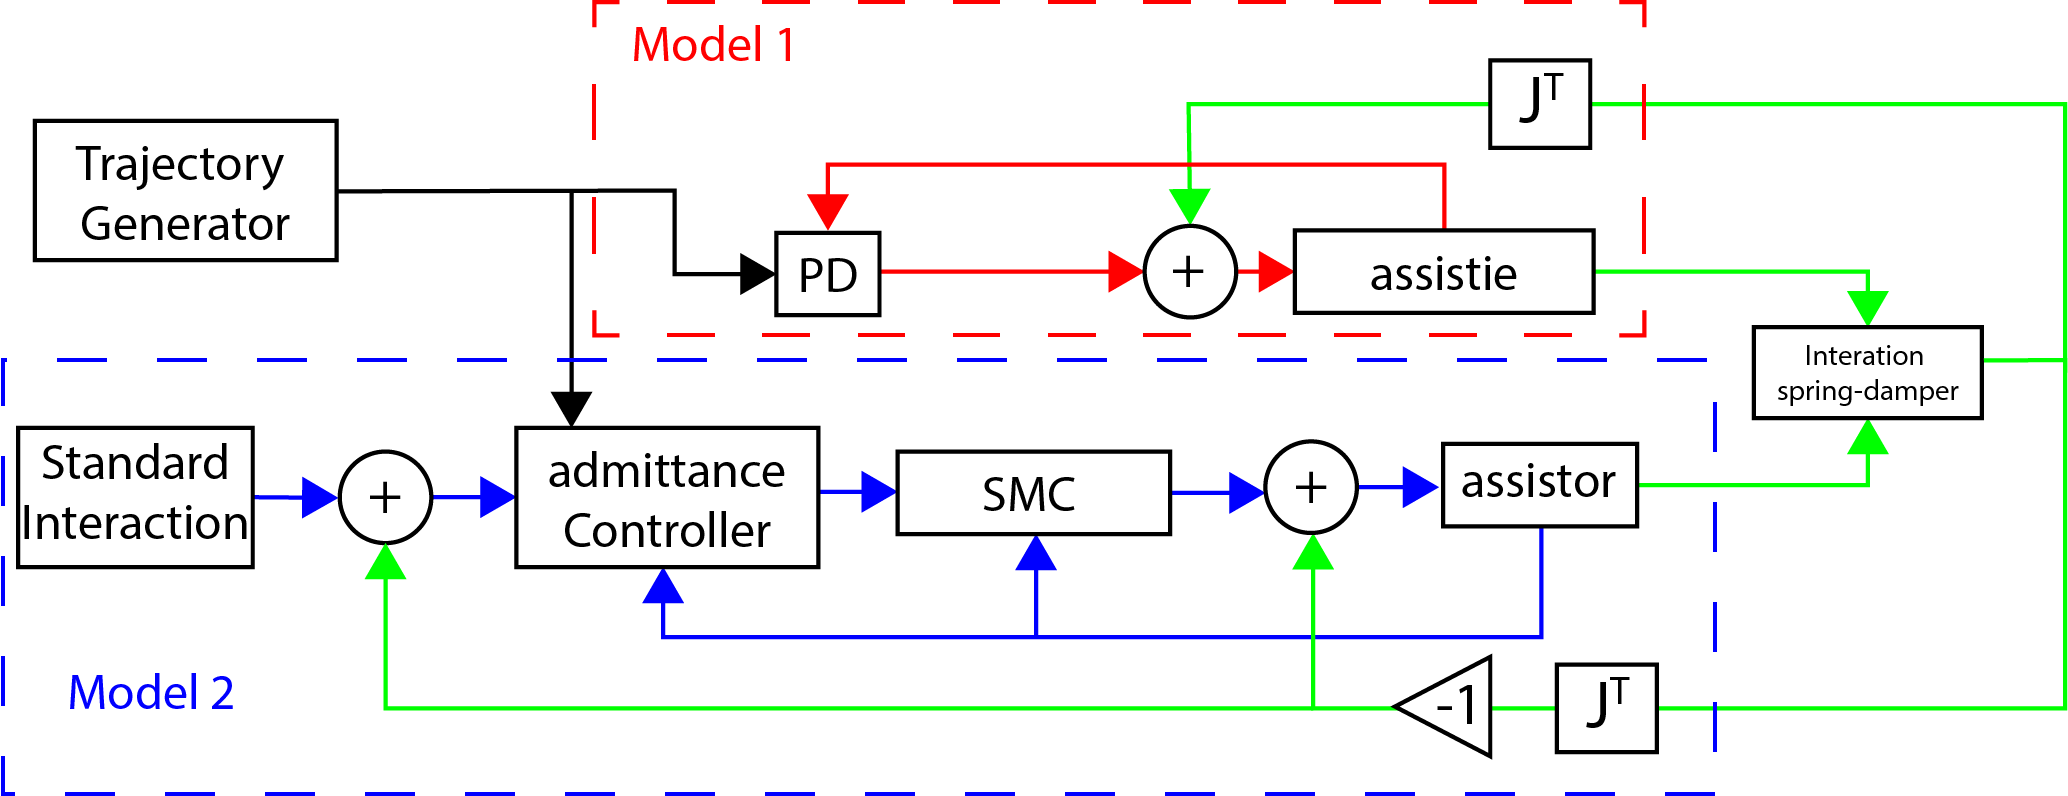 Model 1
J^T
Trajectory
Generator
PD
+
assistie
Interation
spring-damper
Standard
Interaction
+
admittance
Controller
SMC
+
assistor
Model 2
-1
J^T